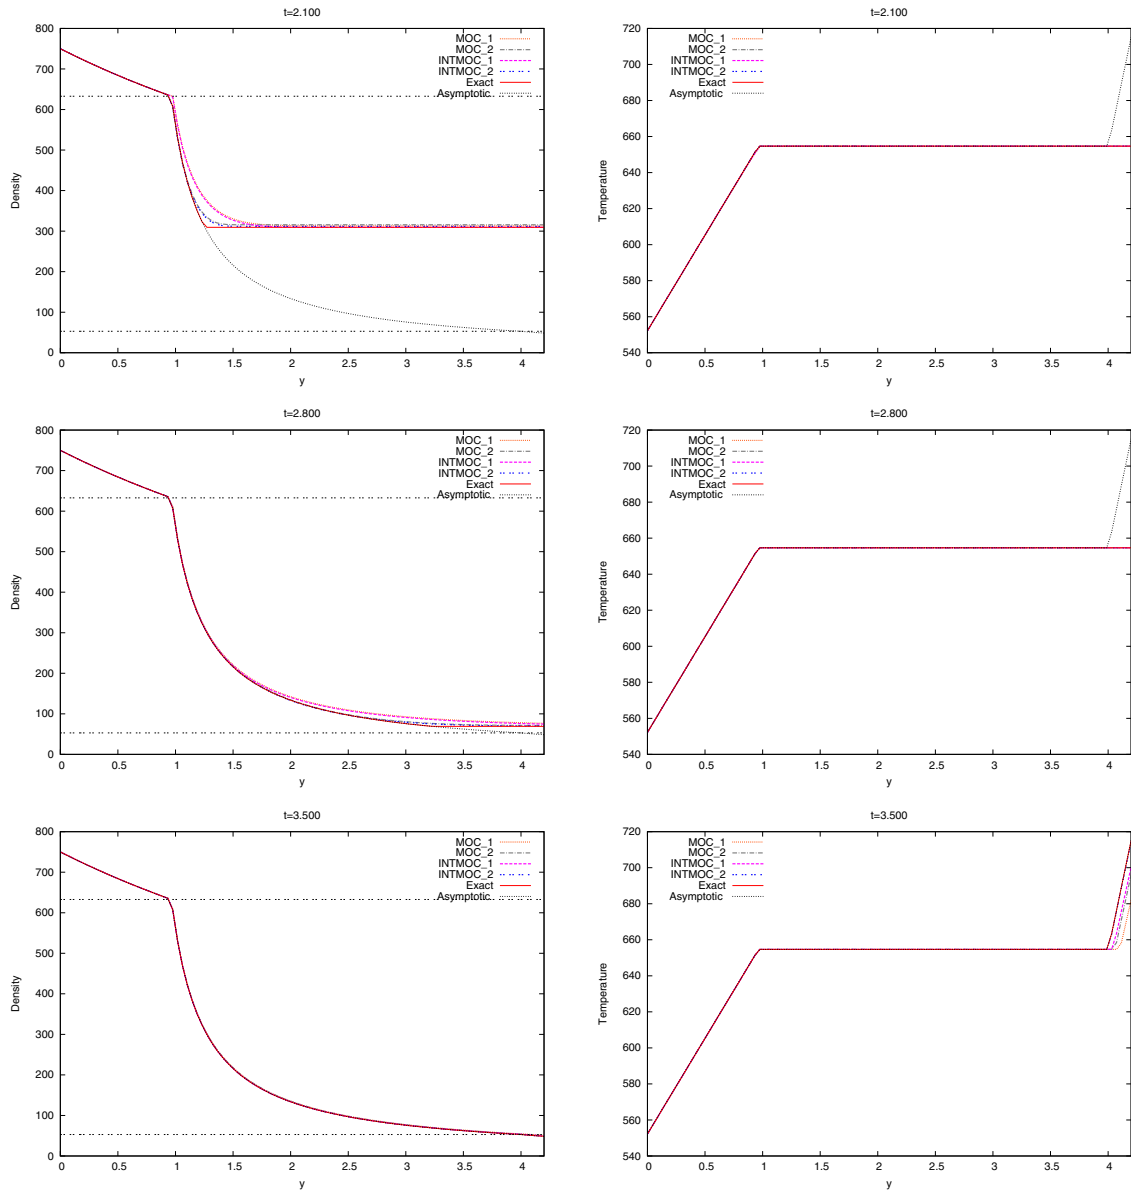 t=2.100
800
700
600
500
400
300
200
100
0
0 0.5 1 1.5 2 2.5 3 3.5 4
Density
y
MOC_1
MOC_2
INTMOC_1
INTMOC_2
Exact
Asymptotic
t=2.100
720
700
680
660
640
620
600
580
560
540
0 0.5 1 1.5 2 2.5 3 3.5 4
Temperature
y
MOC_1
MOC_2
INTMOC_1
INTMOC_2
Exact
Asymptotic
t=2.800
800
700
600
500
400
300
200
100
0
0 0.5 1 1.5 2 2.5 3 3.5 4
Density
y
MOC_1
MOC_2
INTMOC_1
INTMOC_2
Exact
Asymptotic
t=2.800
720
700
680
660
640
620
600
580
560
540
0 0.5 1 1.5 2 2.5 3 3.5 4
Temperature
y
MOC_1
MOC_2
INTMOC_1
INTMOC_2
Exact
Asymptotic
t=3.500
800
700
600
500
400
300
200
100
0
0 0.5 1 1.5 2 2.5 3 3.5 4
Density
y
MOC_1
MOC_2
INTMOC_1
INTMOC_2
Exact
Asymptotic
t=3.500
720
700
680
660
640
620
600
580
560
540
0 0.5 1 1.5 2 2.5 3 3.5 4
Temperature
y
MOC_1
MOC_2
INTMOC_1
INTMOC_2
Exact
Asymptotic